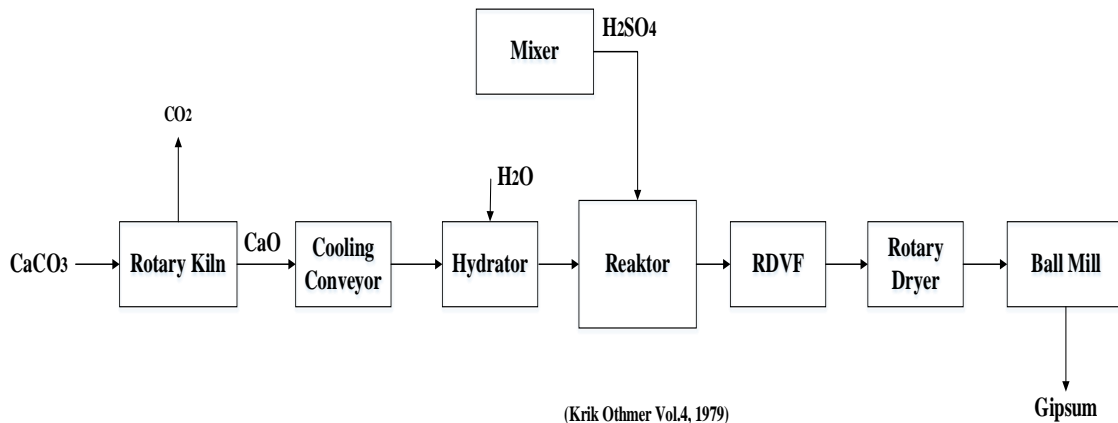 Mixer
H2SO4
CO2
H2O
CaCO3
Rotary Kiln
CaO
Cooling
Conveyor
Hydrator
Reaktor
RDVF
Rotary
Dryer
Ball Mill
Gipsum
(Krik Othmer Vol.4, 1979)